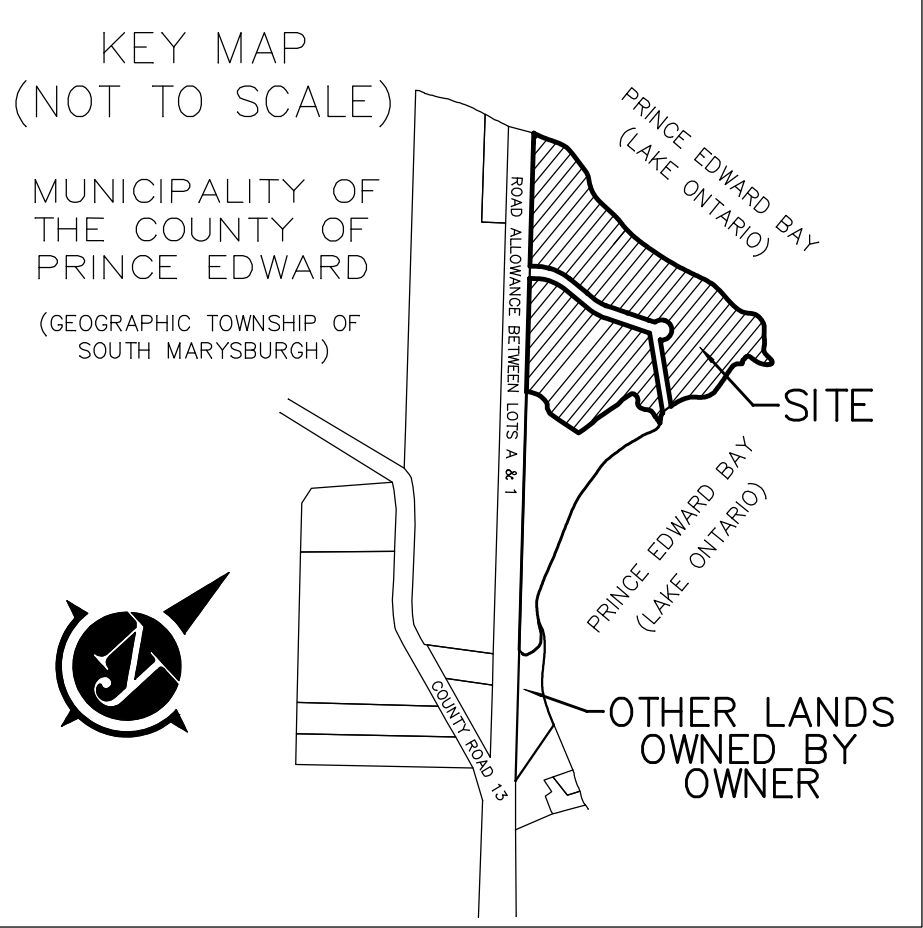 KEY MAP
(NOT TO SCALE)
MUNICIPALITY OF
THE COUNTY OF
PRINCE EDWARD
(GEOGRAPHIC TOWNSHIP OF
SOUTH MARYSBURGH)
PRINCE EDWARD BAY
(LAKE ONTARIO)
ROAD ALLOWANCE BETWEEN LOTS A & 1
SITE
PRINCE EDWARD BAY
(LAKE ONTARIO)
COUNTY ROAD 13
OTHER LANDS
OWNED BY
OWNER